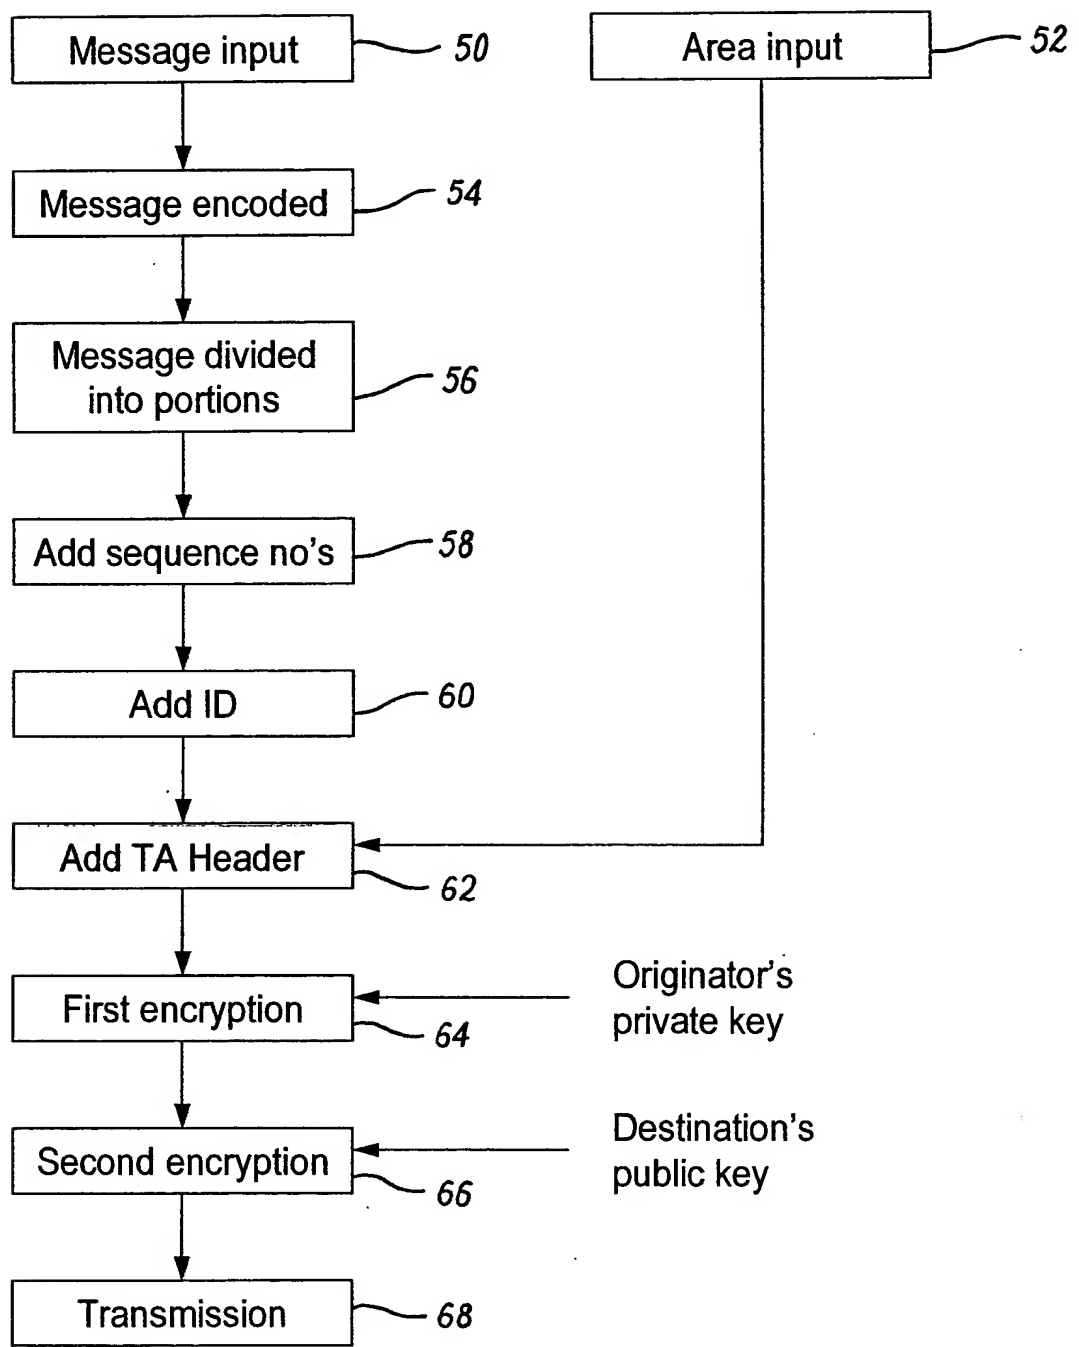 Message input
50
Area input
52
Message encoded
54
Message divided
into portions
56
Add sequence no's
58
Add ID
60
Add TA Header
62
First encryption
64
Originator's
private key
Second encryption
66
Destination's
public key
Transmission
68